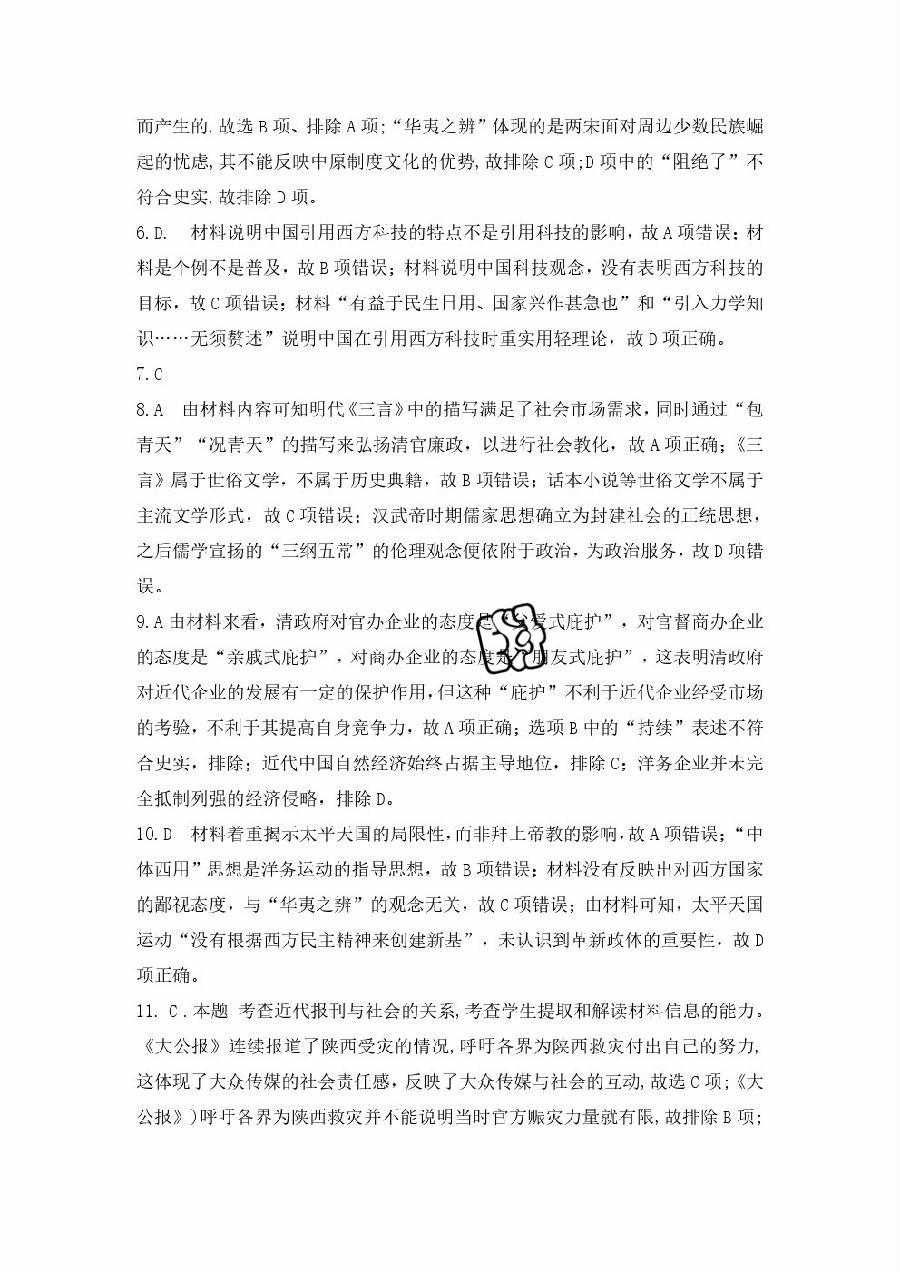 而产生的,故选B项、排除A项;“华夷之辨”体现的是两宋面对周边少数民族崛
起的忧虑,其不能反映中原制度文化的优势,故排除C项;D项中的“阻绝了”不
符合史实,故排除D项。
6.D. 材料说明中国引用西方科技的特点不是引用科技的影响，故A项错误；材
料是个例不是普及，故B项错误；材料说明中国科技观念，没有表明西方科技的
目标，故C项错误；材料“有益于民生日用、国家兴作甚急也”和“引入力学知
识……无须赘述”说明中国在引用西方科技时重实用轻理论，故D项正确。
7.C
8.A 由材料内容可知明代《三言》中的描写满足了社会市场需求，同时通过“包
青天”“况青天”的描写来弘扬清官廉政，以进行社会教化，故A项正确；《三
言》属于世俗文学，不属于历史典籍，故B项错误；话本小说等世俗文学不属于
主流文学形式，故C项错误；汉武帝时期儒家思想确立为封建社会的正统思想，
之后儒学宣扬的“三纲五常”的伦理观念便依附于政治，为政治服务，故D项错
误。
9.A由材料来看，清政府对官办企业的态度是“爱式庇护”，对官督商办企业
的态度是“亲戚式庇护”，对商办企业的态度是“朋友式庇护”，这表明清政府
对近代企业的发展有一定的保护作用，但这种“庇护”不利于近代企业经受市场
的考验，不利于其提高自身竞争力，故A项正确；选项B中的“持续”表述不符
合史实，排除；近代中国自然经济始终占据主导地位，排除C；洋务企业并未完
全抵制列强的经济侵略，排除D。
10.D 材料着重揭示太平天国的局限性,而非拜上帝教的影响,故A项错误；“中
体西用”思想是洋务运动的指导思想，故B项错误；材料没有反映出对西方国家
的鄙视态度，与“华夷之辨”的观念无关，故C项错误；由材料可知，太平天国
运动“没有根据西方民主精神来创建新基”，未认识到革新政体的重要性，故D
项正确。
11. C.本题 考查近代报刊与社会的关系,考查学生提取和解读材料信息的能力。
《大公报》连续报道了陕西受灾的情况,呼吁各界为陕西救灾付出自己的努力,
这体现了大众传媒的社会责任感，反映了大众传媒与社会的互动,故选C项;《大
公报》)呼吁各界为陕西救灾并不能说明当时官方赈灾力量就有限,故排除B项;